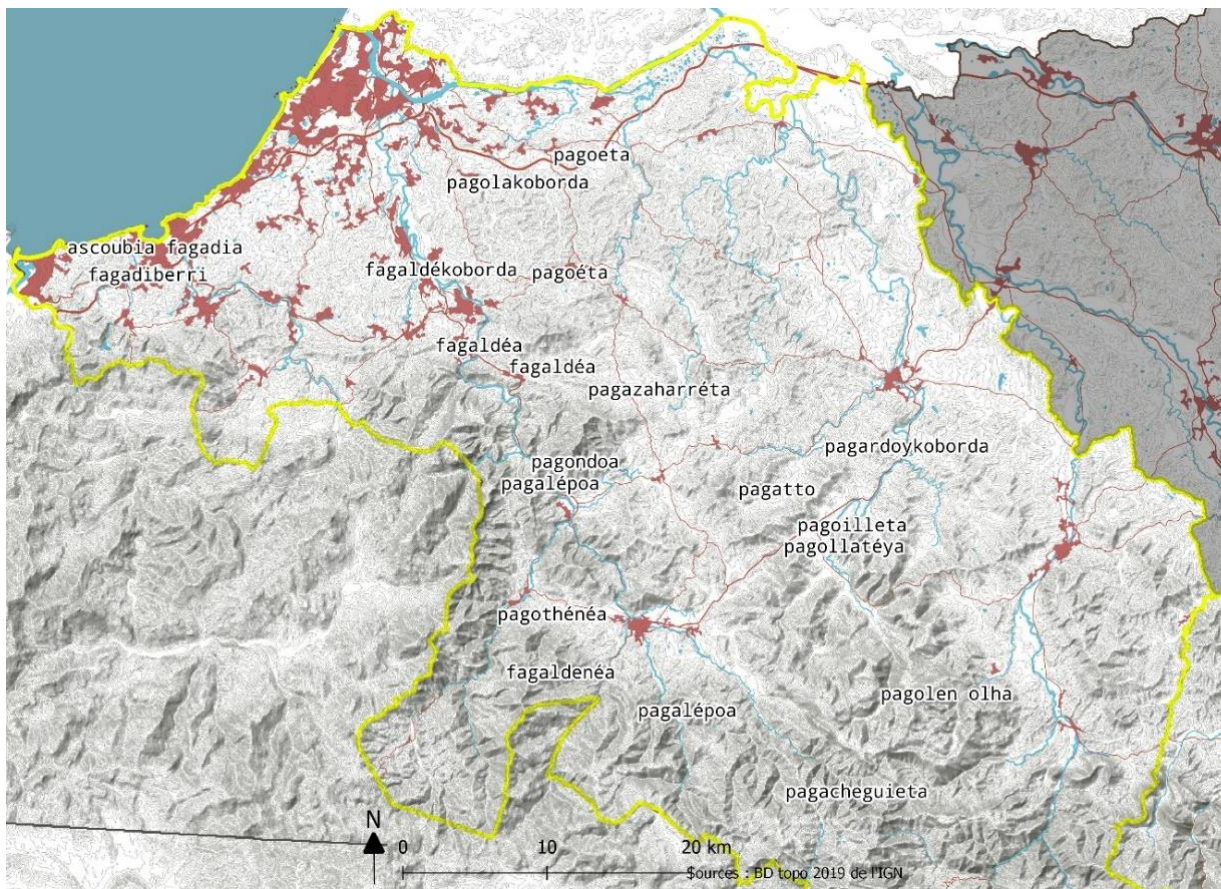 pagoeta
pagolakoborda
ascoubia fagadia
fagadiberri
fagaldékoborda
pagoéta
fagaldéa
fagaldéa
pagazaharréta
pagardoykoborda
pagondoa
pagalépoa
pagatto
pagoilleta
pagollatéya
pagothénéa
fagaldenéa
pagolen olha
pagalépoa
pagacheguieta
N
0 10 20 km
Sources : BD topo 2019 de l'IGN